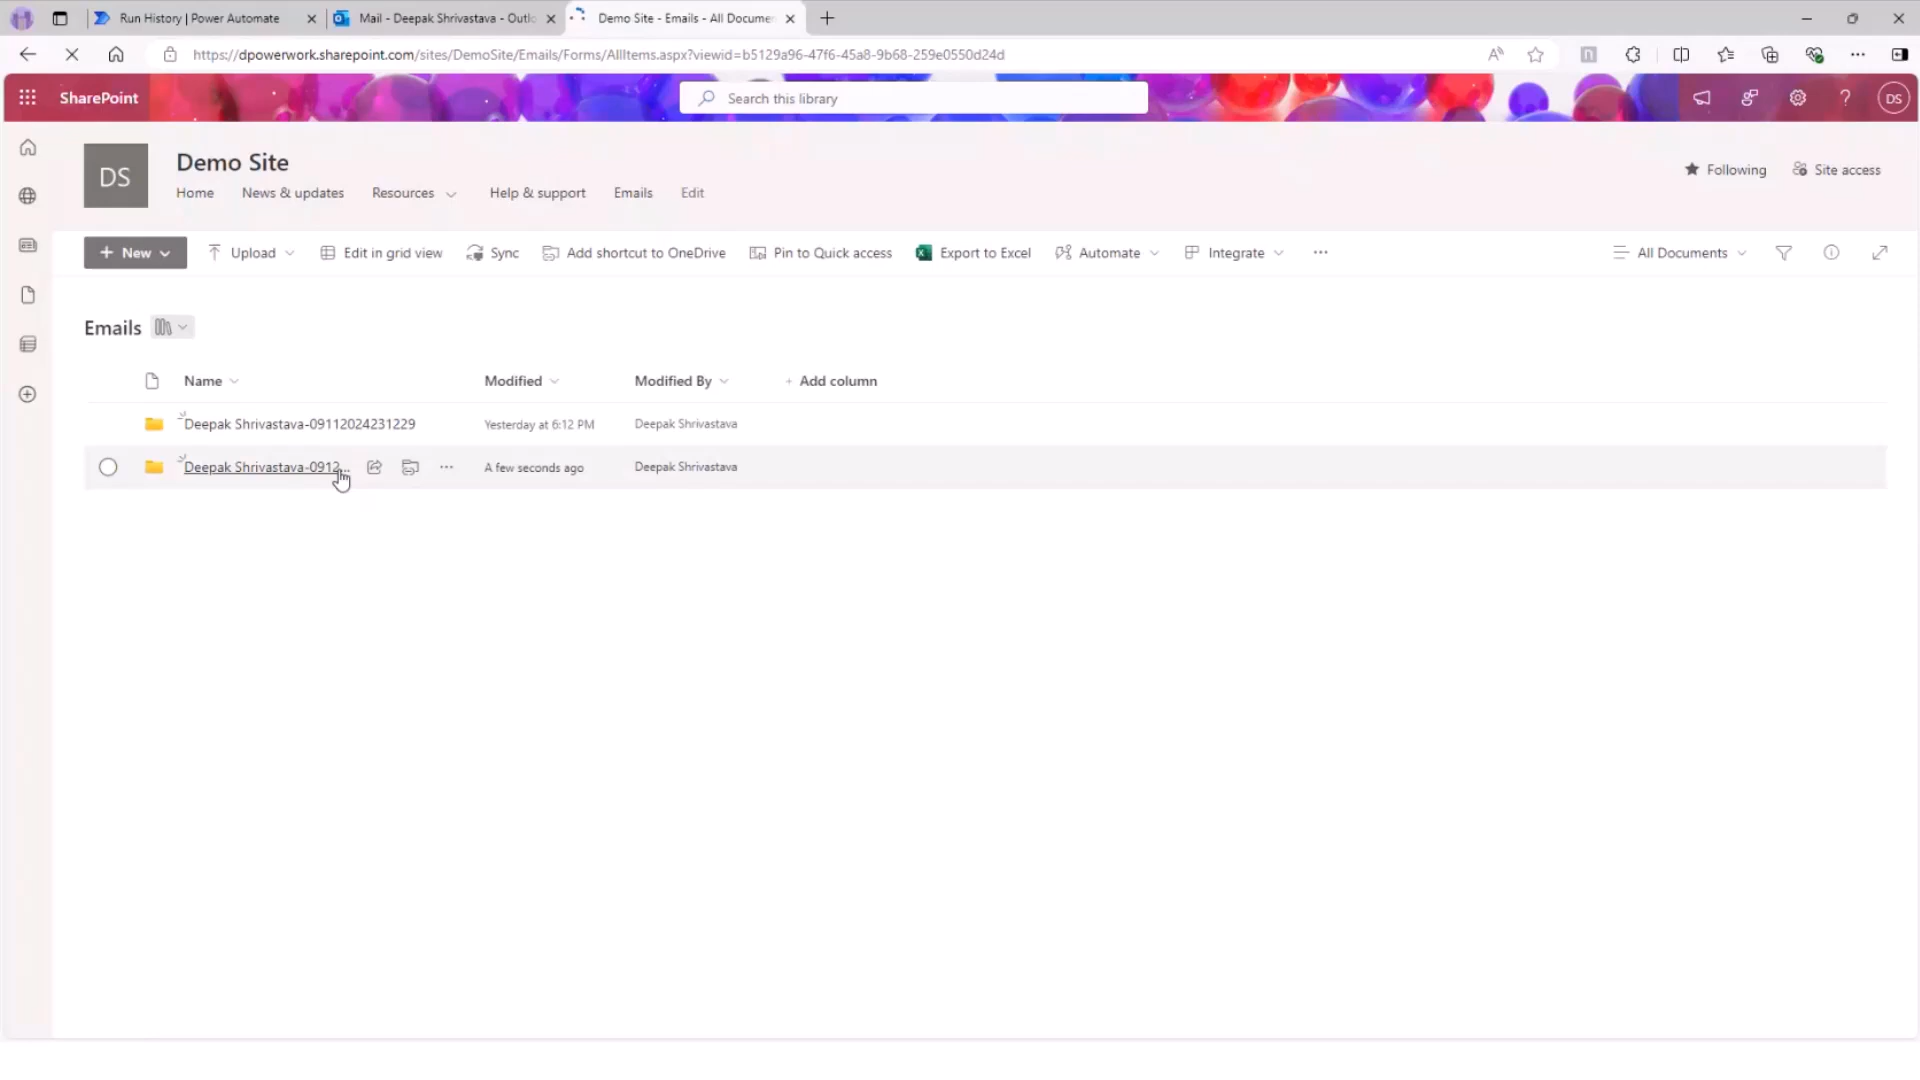 Run History | Power Automate
Mail - Deepak Shrivastava - Outlo
Demo Site - Emails - All Documen
https://dpowerwork.sharepoint.com/sites/DemoSite/Emails/Forms/AllItems.aspx?viewid=b5129a96-47f6-45a8-9b68-259e0550d24d
SharePoint
Search this library
DS
DS
Demo Site
Following
Site access
Home
News & updates
Resources
Help & support
Emails
Edit
+ New
Upload
Edit in grid view
Sync
Add shortcut to OneDrive
Pin to Quick access
Export to Excel
Automate
Integrate
...
All Documents
Emails
Name
Modified
Modified By
+ Add column
Deepak Shrivastava-09112024231229
Yesterday at 6:12 PM
Deepak Shrivastava
Deepak Shrivastava-0912...
A few seconds ago
Deepak Shrivastava